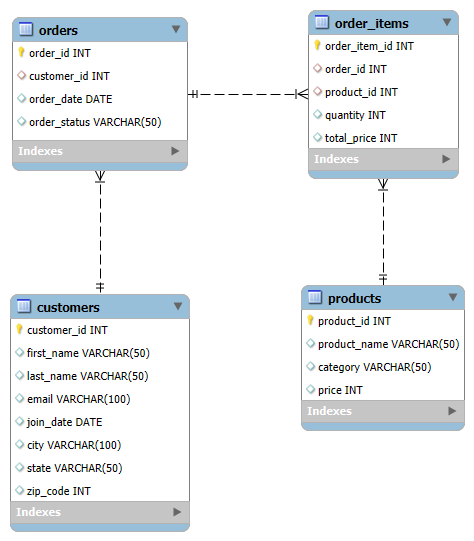 orders
order_id INT
customer_id INT
order_date DATE
order_status VARCHAR(50)
Indexes
order_items
order_item_id INT
order_id INT
product_id INT
quantity INT
total_price INT
Indexes
customers
customer_id INT
first_name VARCHAR(50)
last_name VARCHAR(50)
email VARCHAR(100)
join_date DATE
city VARCHAR(100)
state VARCHAR(50)
zip_code INT
Indexes
products
product_id INT
product_name VARCHAR(50)
category VARCHAR(50)
price INT
Indexes